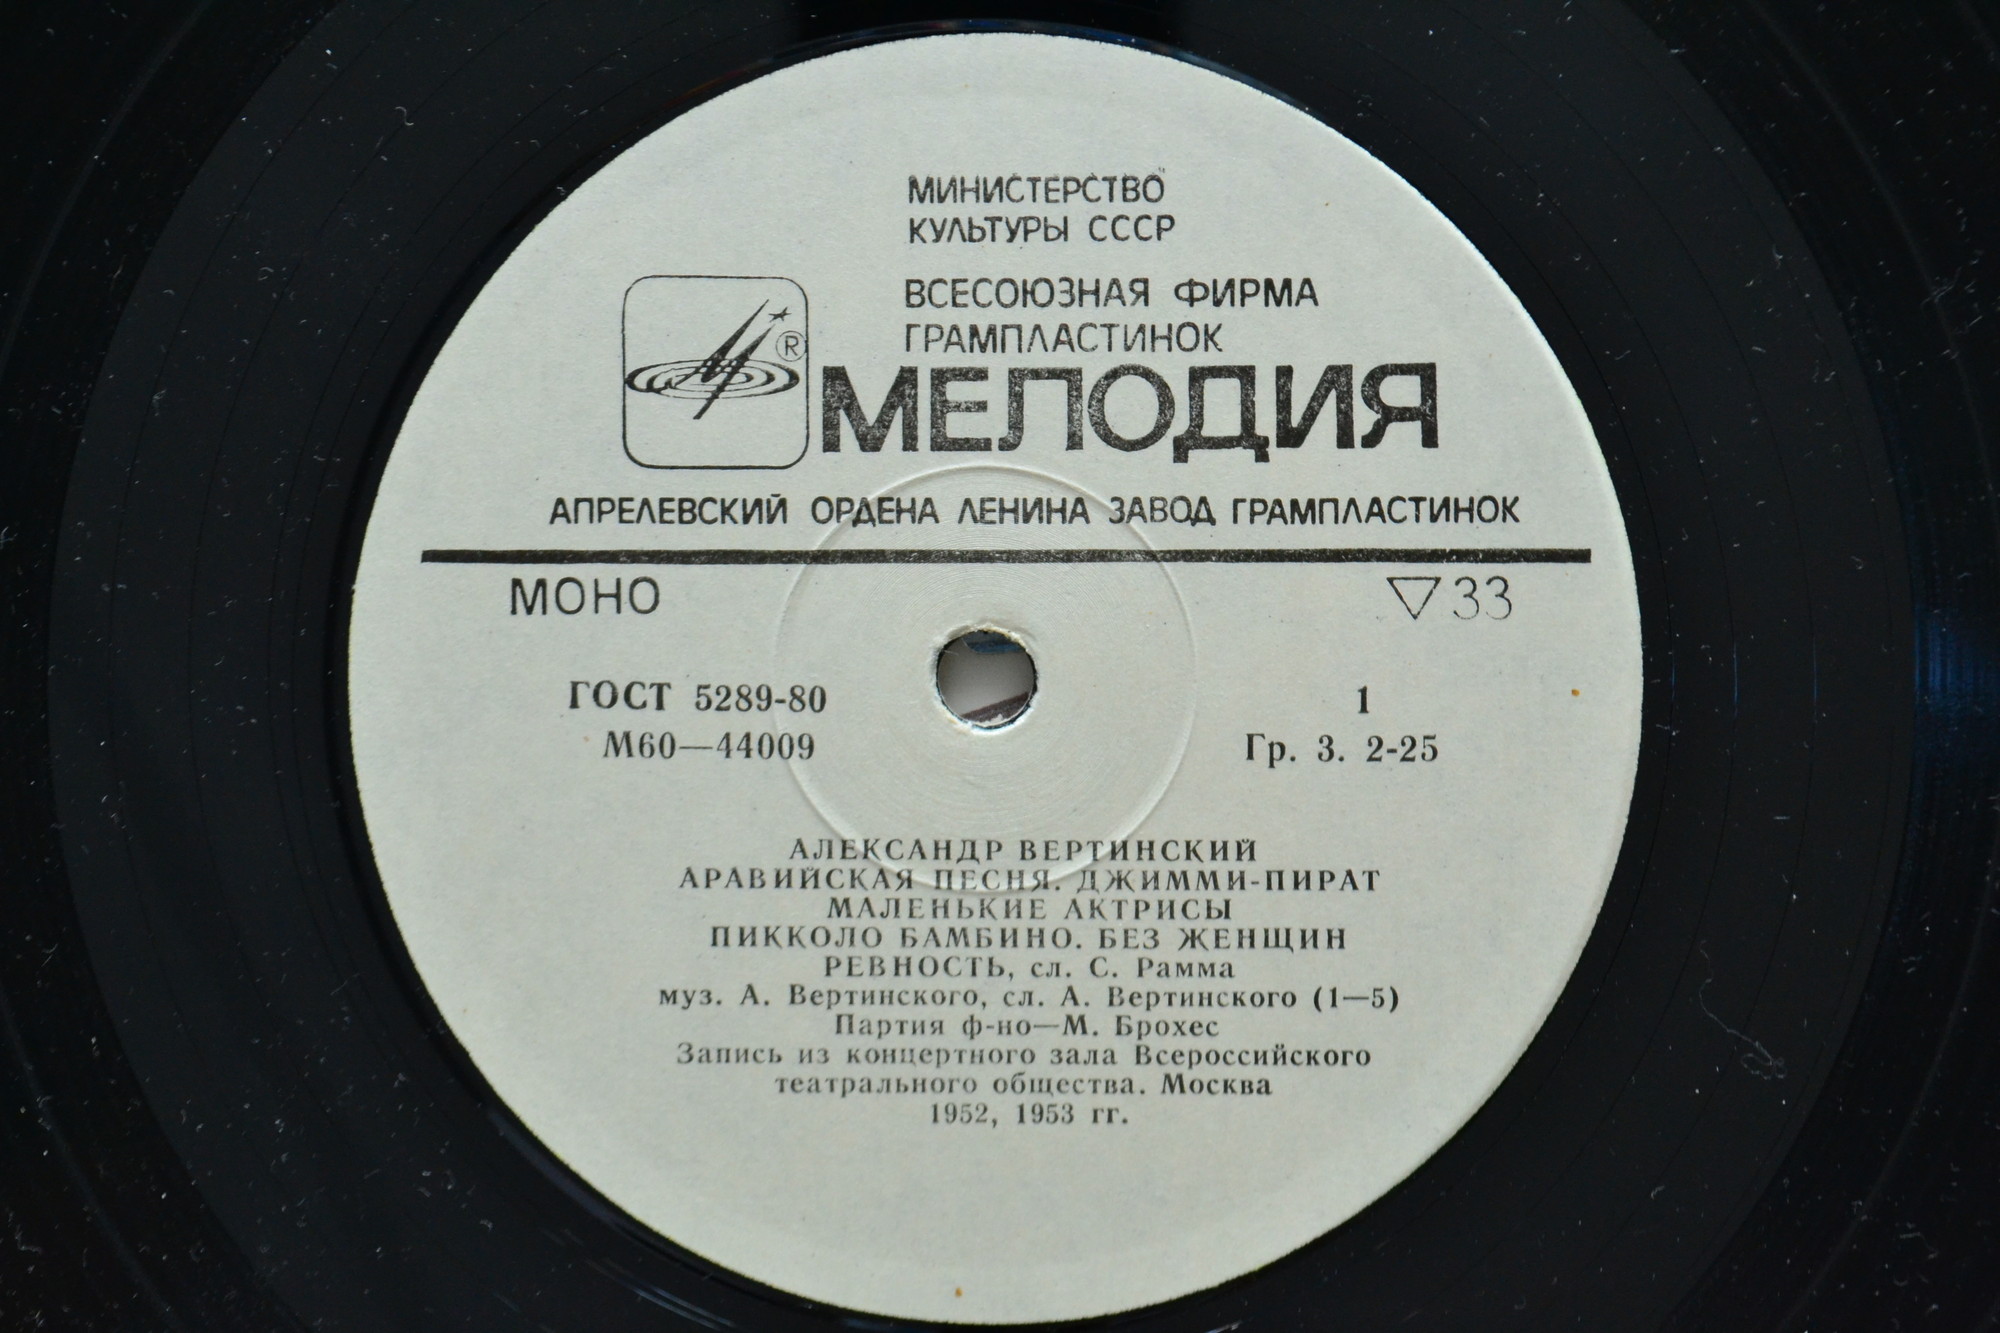 МИНИСТЕРСТВО
КУЛЬТУРЫ СССР
ВСЕСОЮЗНАЯ ФИРМА
ГРАМПЛАСТИНОК
®
МЕЛОДИЯ
АПРЕЛЕВСКИЙ ОРДЕНА ЛЕНИНА ЗАВОД ГРАМПЛАСТИНОК
МОНО ▽33
ГОСТ 5289-80 1
М60—44009 Гр. 3. 2-25
АЛЕКСАНДР ВЕРТИНСКИЙ
АРАВИЙСКАЯ ПЕСНЯ. ДЖИММИ-ПИРАТ
МАЛЕНЬКИЕ АКТРИСЫ
ПИККОЛО БАМБИНО. БЕЗ ЖЕНЩИН
РЕВНОСТЬ, сл. С. Рамма
муз. А. Вертинского, сл. А. Вертинского (1—5)
Партия ф-но—М. Брохес
Запись из концертного зала Всероссийского
театрального общества. Москва
1952, 1953 гг.